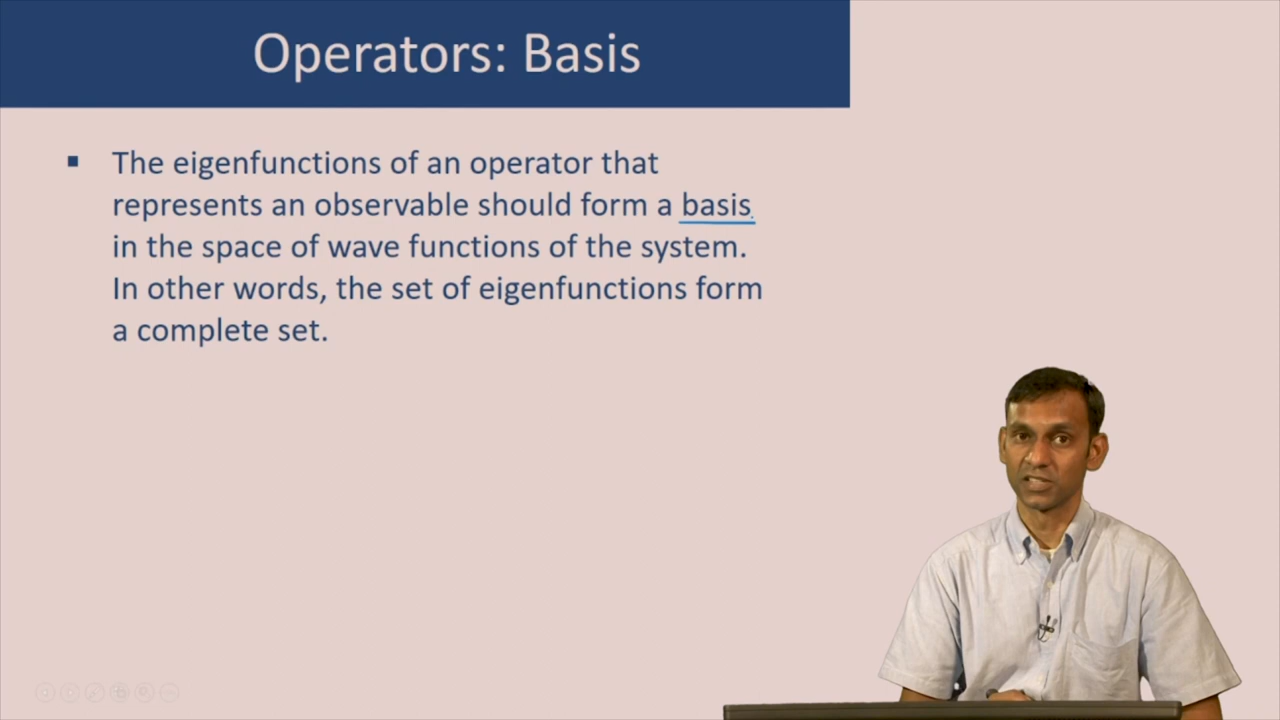 Operators: Basis
▪ The eigenfunctions of an operator that
represents an observable should form a basis
in the space of wave functions of the system.
In other words, the set of eigenfunctions form
a complete set.